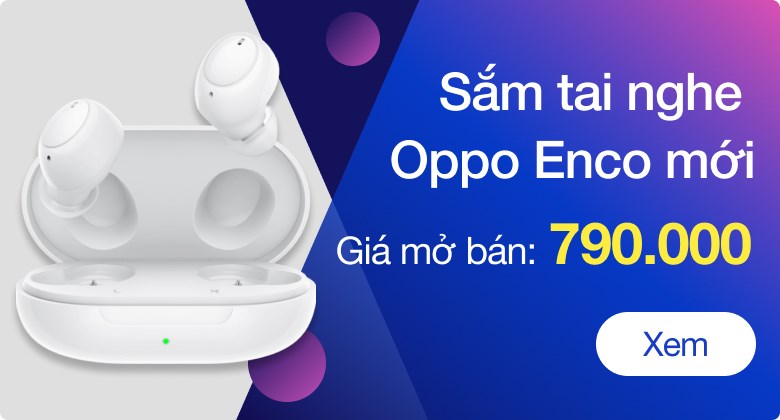 Sắm tai nghe
Oppo Enco mới
Giá mở bán: 790.000
Xem